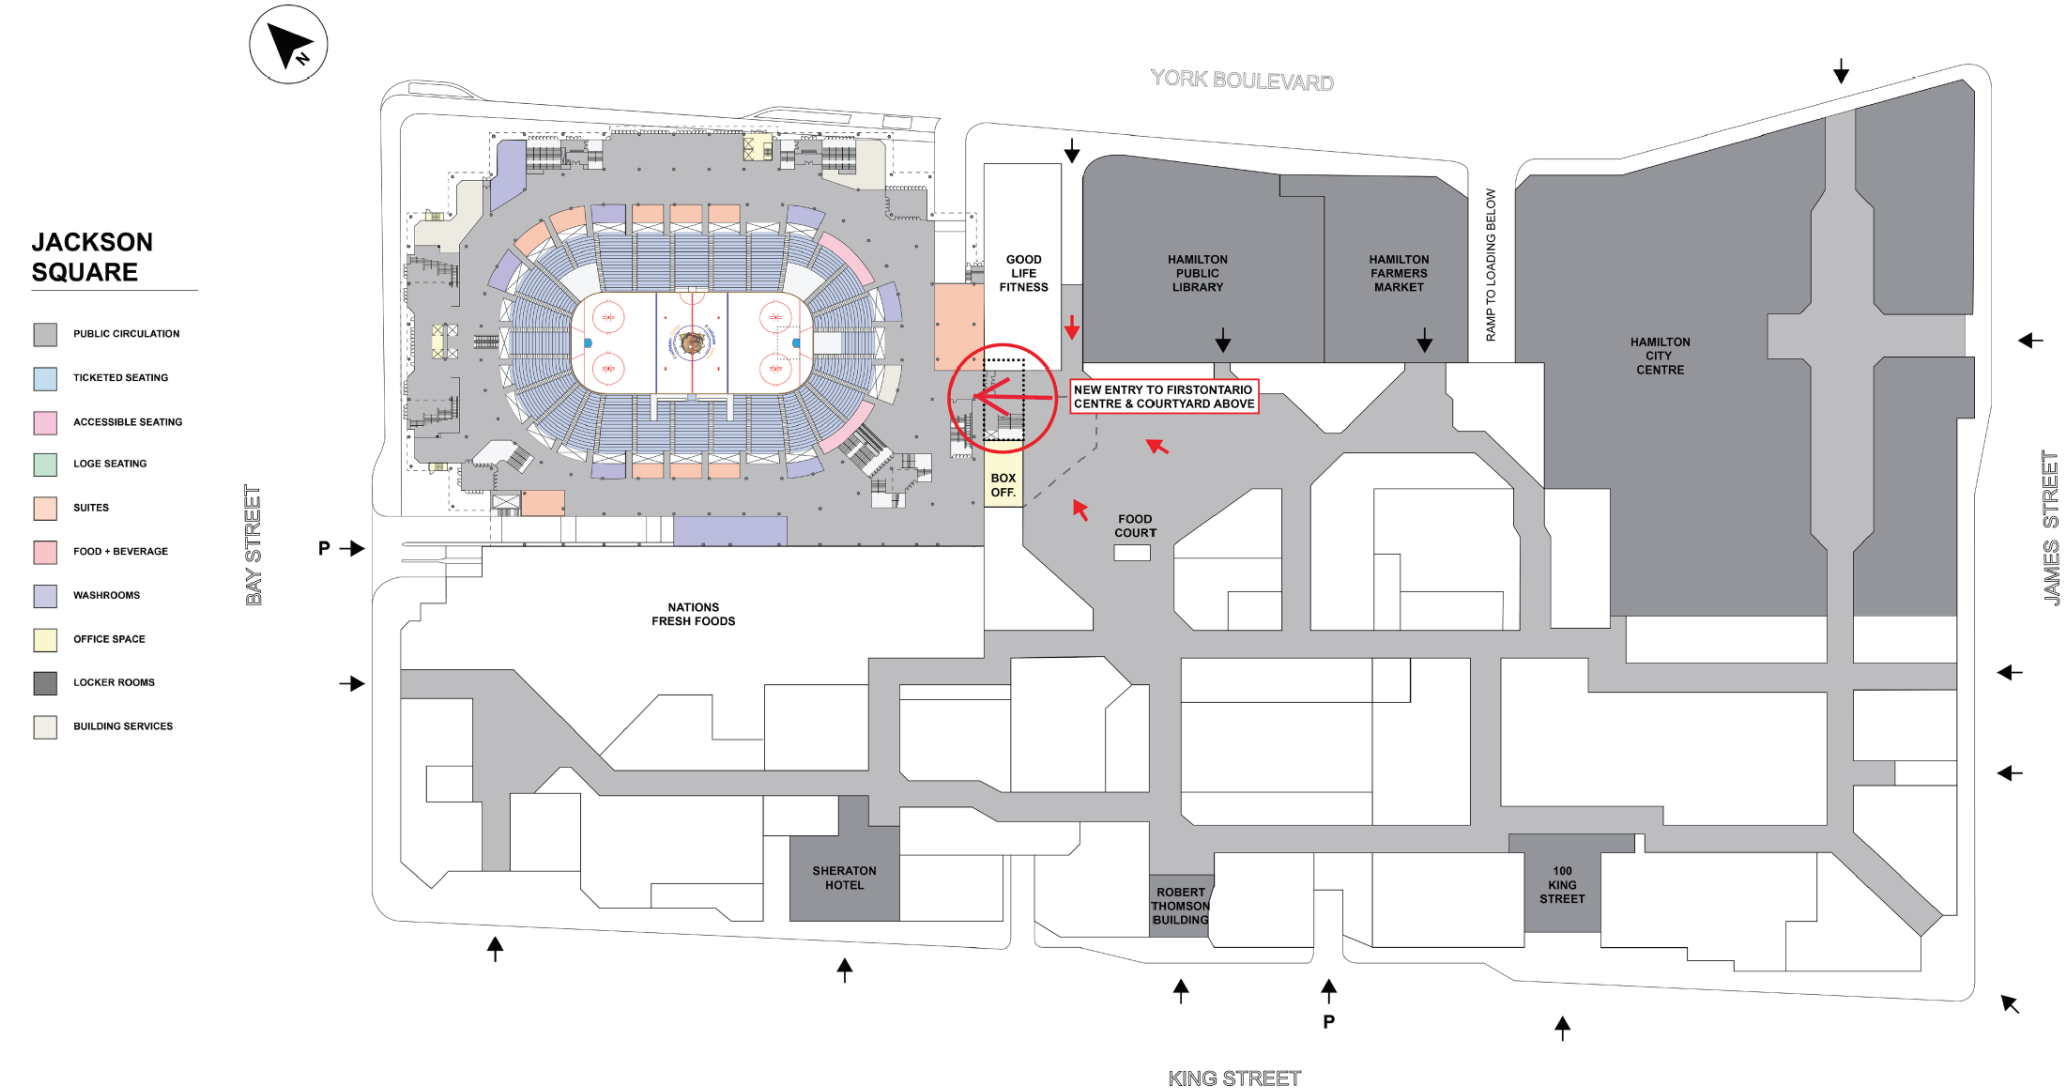 N
YORK BOULEVARD
JACKSON
SQUARE
PUBLIC CIRCULATION
TICKETED SEATING
ACCESSIBLE SEATING
LOGE SEATING
SUITES
FOOD + BEVERAGE
WASHROOMS
OFFICE SPACE
LOCKER ROOMS
BUILDING SERVICES
GOOD
LIFE
FITNESS
HAMILTON
PUBLIC
LIBRARY
HAMILTON
FARMERS
MARKET
RAMP TO LOADING BELOW
HAMILTON
CITY
CENTRE
NEW ENTRY TO FIRSTONTARIO
CENTRE & COURTYARD ABOVE
BOX
OFF.
FOOD
COURT
BAY STREET
JAMES STREET
P
NATIONS
FRESH FOODS
SHERATON
HOTEL
ROBERT
THOMSON
BUILDING
100
KING
STREET
P
KING STREET